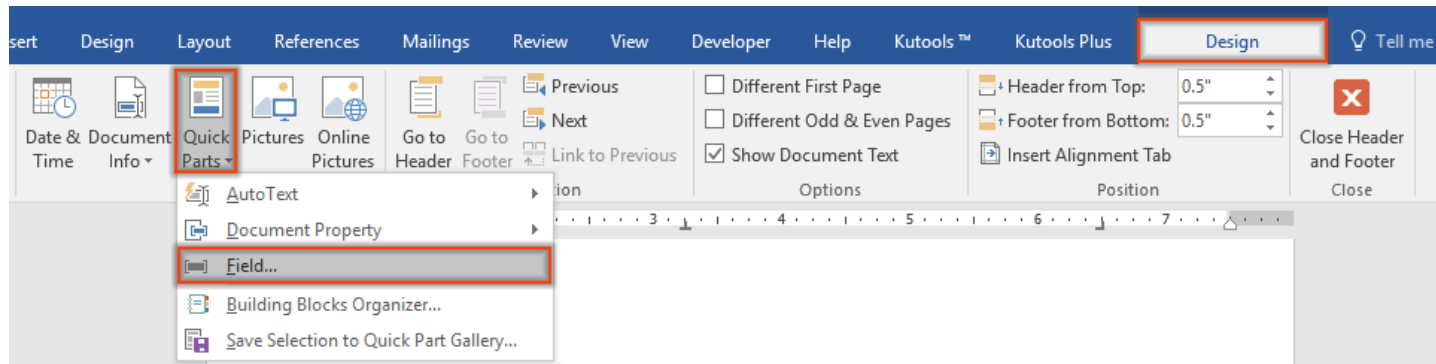 sert Design Layout References Mailings Review View Developer Help Kutools ™ Kutools Plus Design Tell me
Date & Time
Document Info
Quick Parts
Pictures
Online Pictures
Go to Header
Go to Footer
Previous
Next
Link to Previous
Different First Page
Different Odd & Even Pages
Show Document Text
Header from Top: 0.5"
Footer from Bottom: 0.5"
Insert Alignment Tab
Close Header and Footer
ion Options Position Close
AutoText
Document Property
Field...
Building Blocks Organizer...
Save Selection to Quick Part Gallery...
3 4 5 6 7